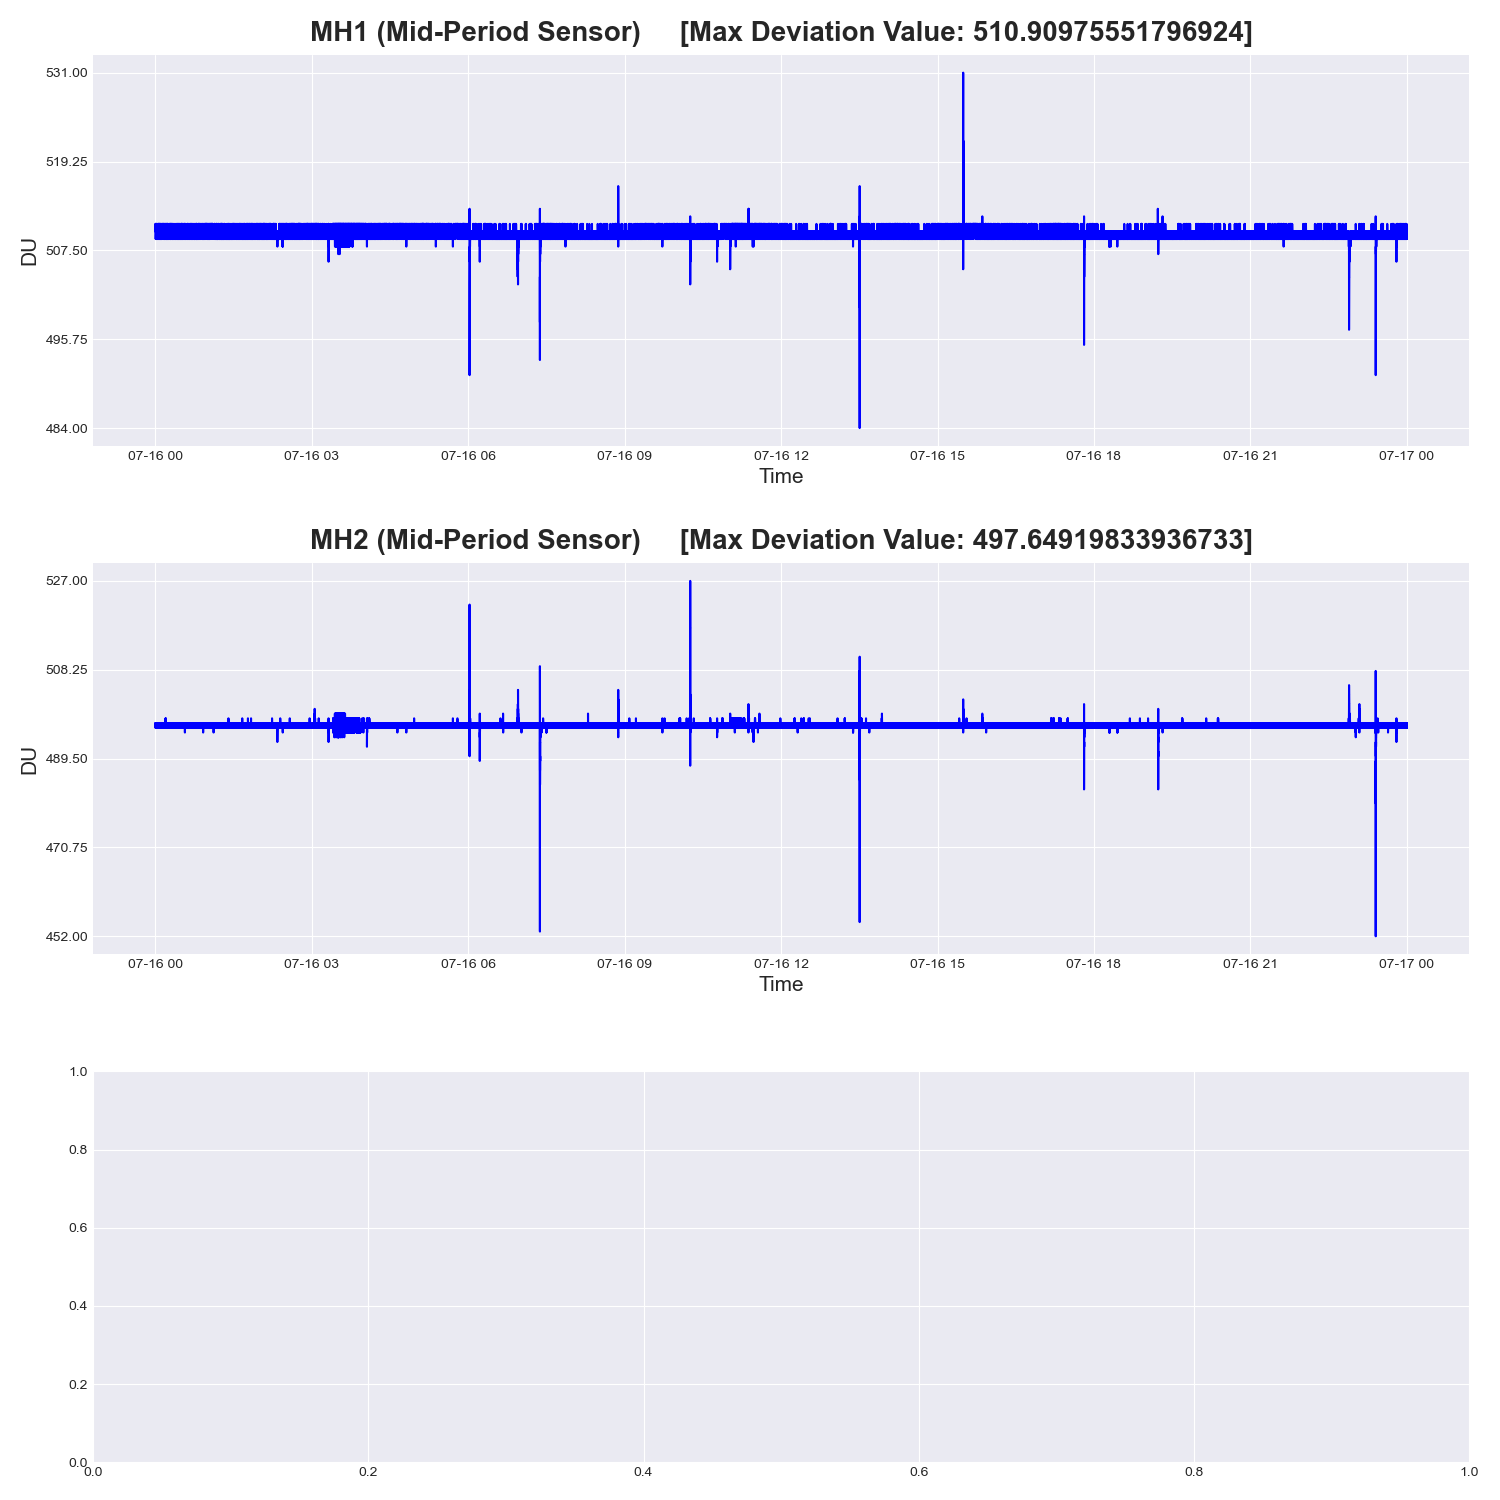 MH1 (Mid-Period Sensor) [Max Deviation Value: 510.90975551796924]
531.00
519.25
507.50
495.75
484.00
DU
07-16 00 07-16 03 07-16 06 07-16 09 07-16 12 07-16 15 07-16 18 07-16 21 07-17 00
Time
MH2 (Mid-Period Sensor) [Max Deviation Value: 497.64919833936733]
527.00
508.25
489.50
470.75
452.00
DU
07-16 00 07-16 03 07-16 06 07-16 09 07-16 12 07-16 15 07-16 18 07-16 21 07-17 00
Time
1.0
0.8
0.6
0.4
0.2
0.0
0.0 0.2 0.4 0.6 0.8 1.0